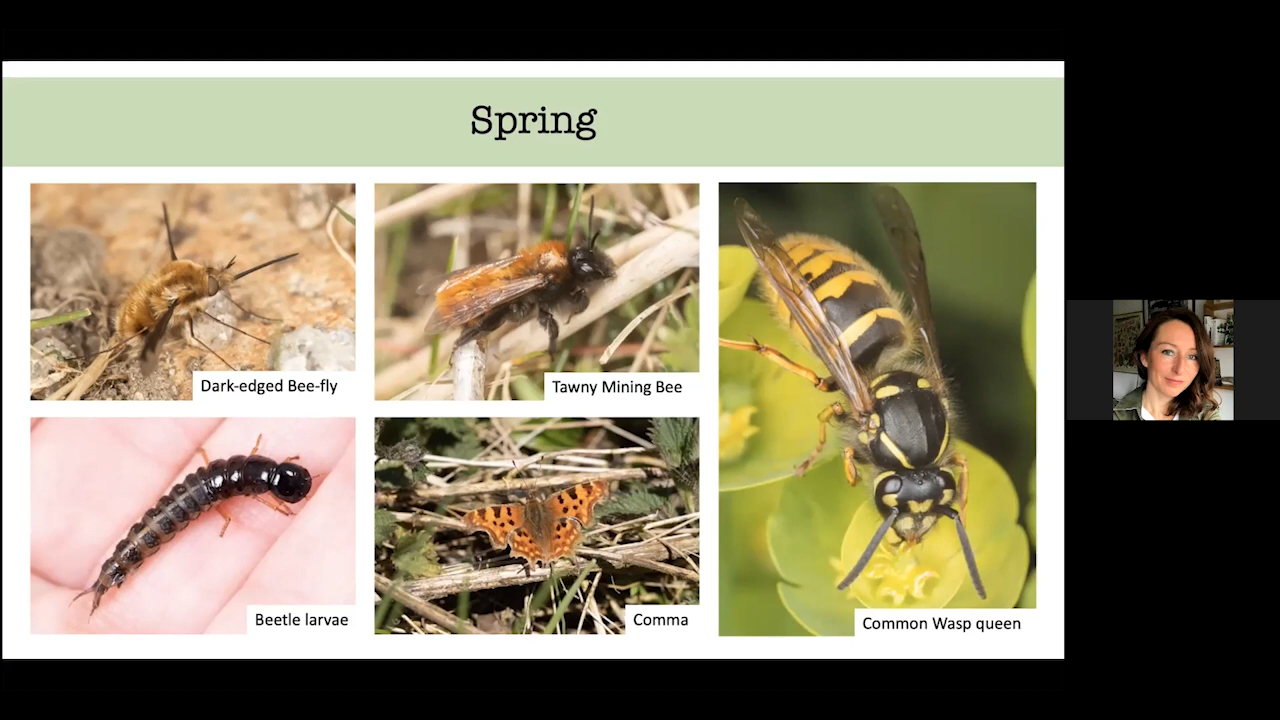 Spring
Dark-edged Bee-fly
Tawny Mining Bee
Beetle larvae
Comma
Common Wasp queen